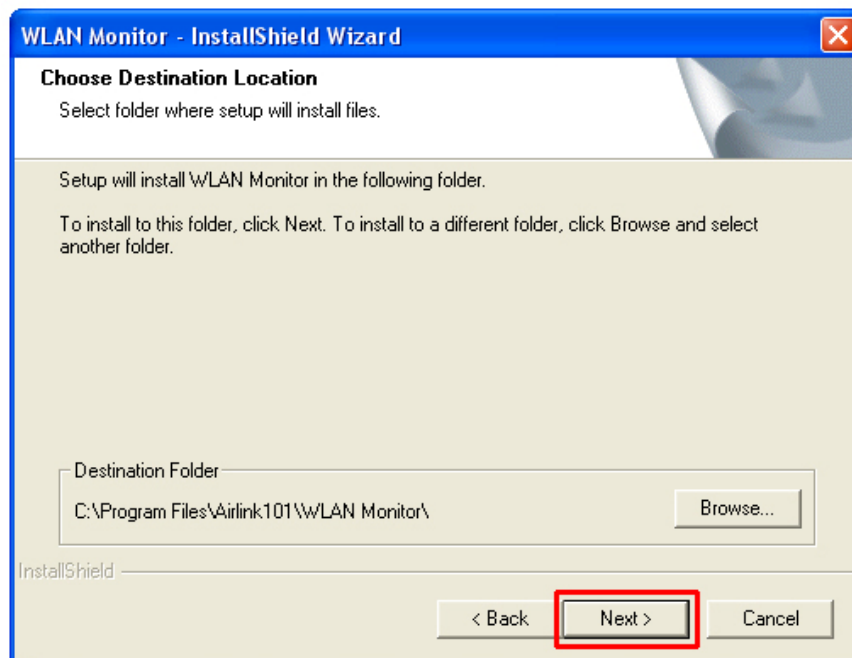 WLAN Monitor - InstallShield Wizard
Choose Destination Location
Select folder where setup will install files.
Setup will install WLAN Monitor in the following folder.
To install to this folder, click Next. To install to a different folder, click Browse and select
another folder.
Destination Folder
C:\Program Files\Airlink101\WLAN Monitor\
Browse...
InstallShield
< Back
Next >
Cancel